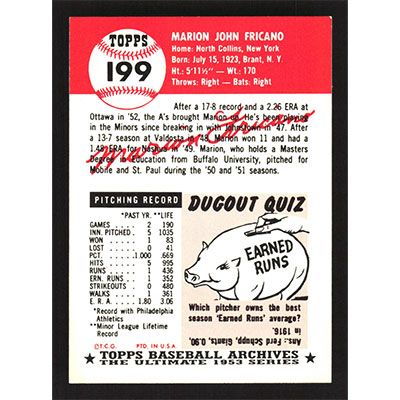 TOPPS
199
MARION JOHN FRICANO
Home: North Collins, New York
Born: July 15, 1923, Brant, N. Y.
Ht.: 5'11½" - Wt.: 170
Throws: Right - Bats: Right
After a 17-8 record and a 2.26 ERA at
Ottawa in '52, the A's brought Marion up. He's been playing
in the Minors since breaking in with Johnstown in '47. After
a 13-7 season at Valdosta in '48, Marion won 11 and had a
1.48 ERA for Nashua in '49. Marion, who holds a Masters
Degree in Education from Buffalo University, pitched for
Mobile and St. Paul during the '50 and '51 seasons.
Marion Fricano
PITCHING RECORD
*PAST YR. **LIFE
GAMES 2 190
INN. PITCHED 5 1035
WON 1 83
LOST 0 41
PCT. 1.000 .669
HITS 5 995
RUNS 1 436
ERN. RUNS 1 352
STRIKEOUTS 0 480
WALKS 1 361
E. R. A. 1.80 3.06
*Record with Philadelphia
Athletics
**Minor League Lifetime
Record
DUGOUT QUIZ
EARNED
RUNS
Which pitcher owns the best
season 'Earned Runs' average?
Ans.: Ferd Schupp, Giants, 0.90,
in 1916.
© T.C.G. PTD. IN U.S.A.
★ TOPPS BASEBALL ARCHIVES ★
THE ULTIMATE 1953 SERIES